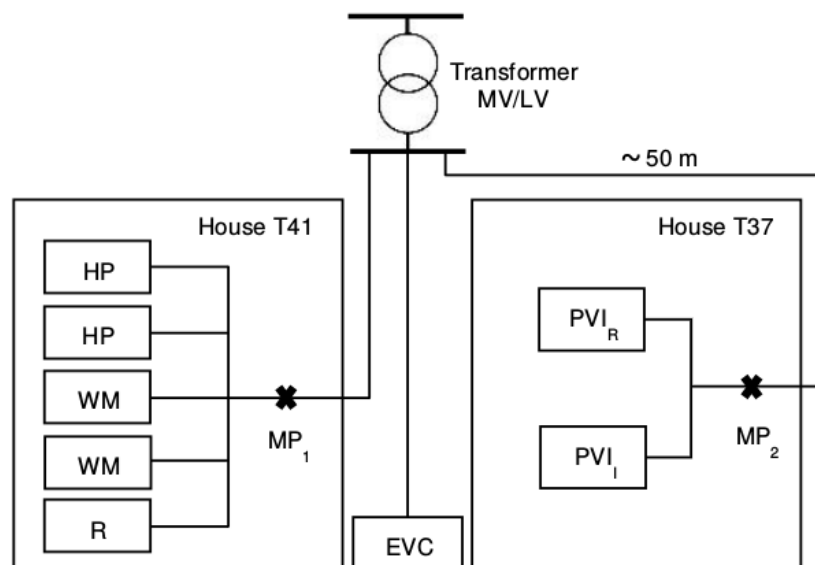 Transformer
MV/LV
~ 50 m
House T41
House T37
HP
HP
WM
WM
R
MP1
EVC
PVIR
PVII
MP2